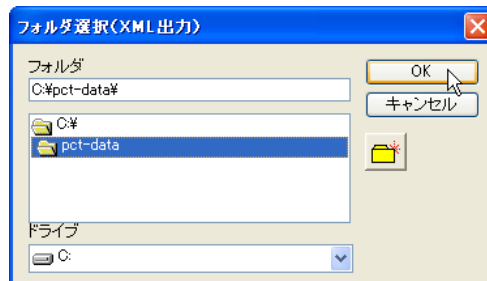 フォルダ選択(XML出力)
フォルダ
C:¥pct-data¥
OK
キャンセル
C:¥
pct-data
ドライブ
C: